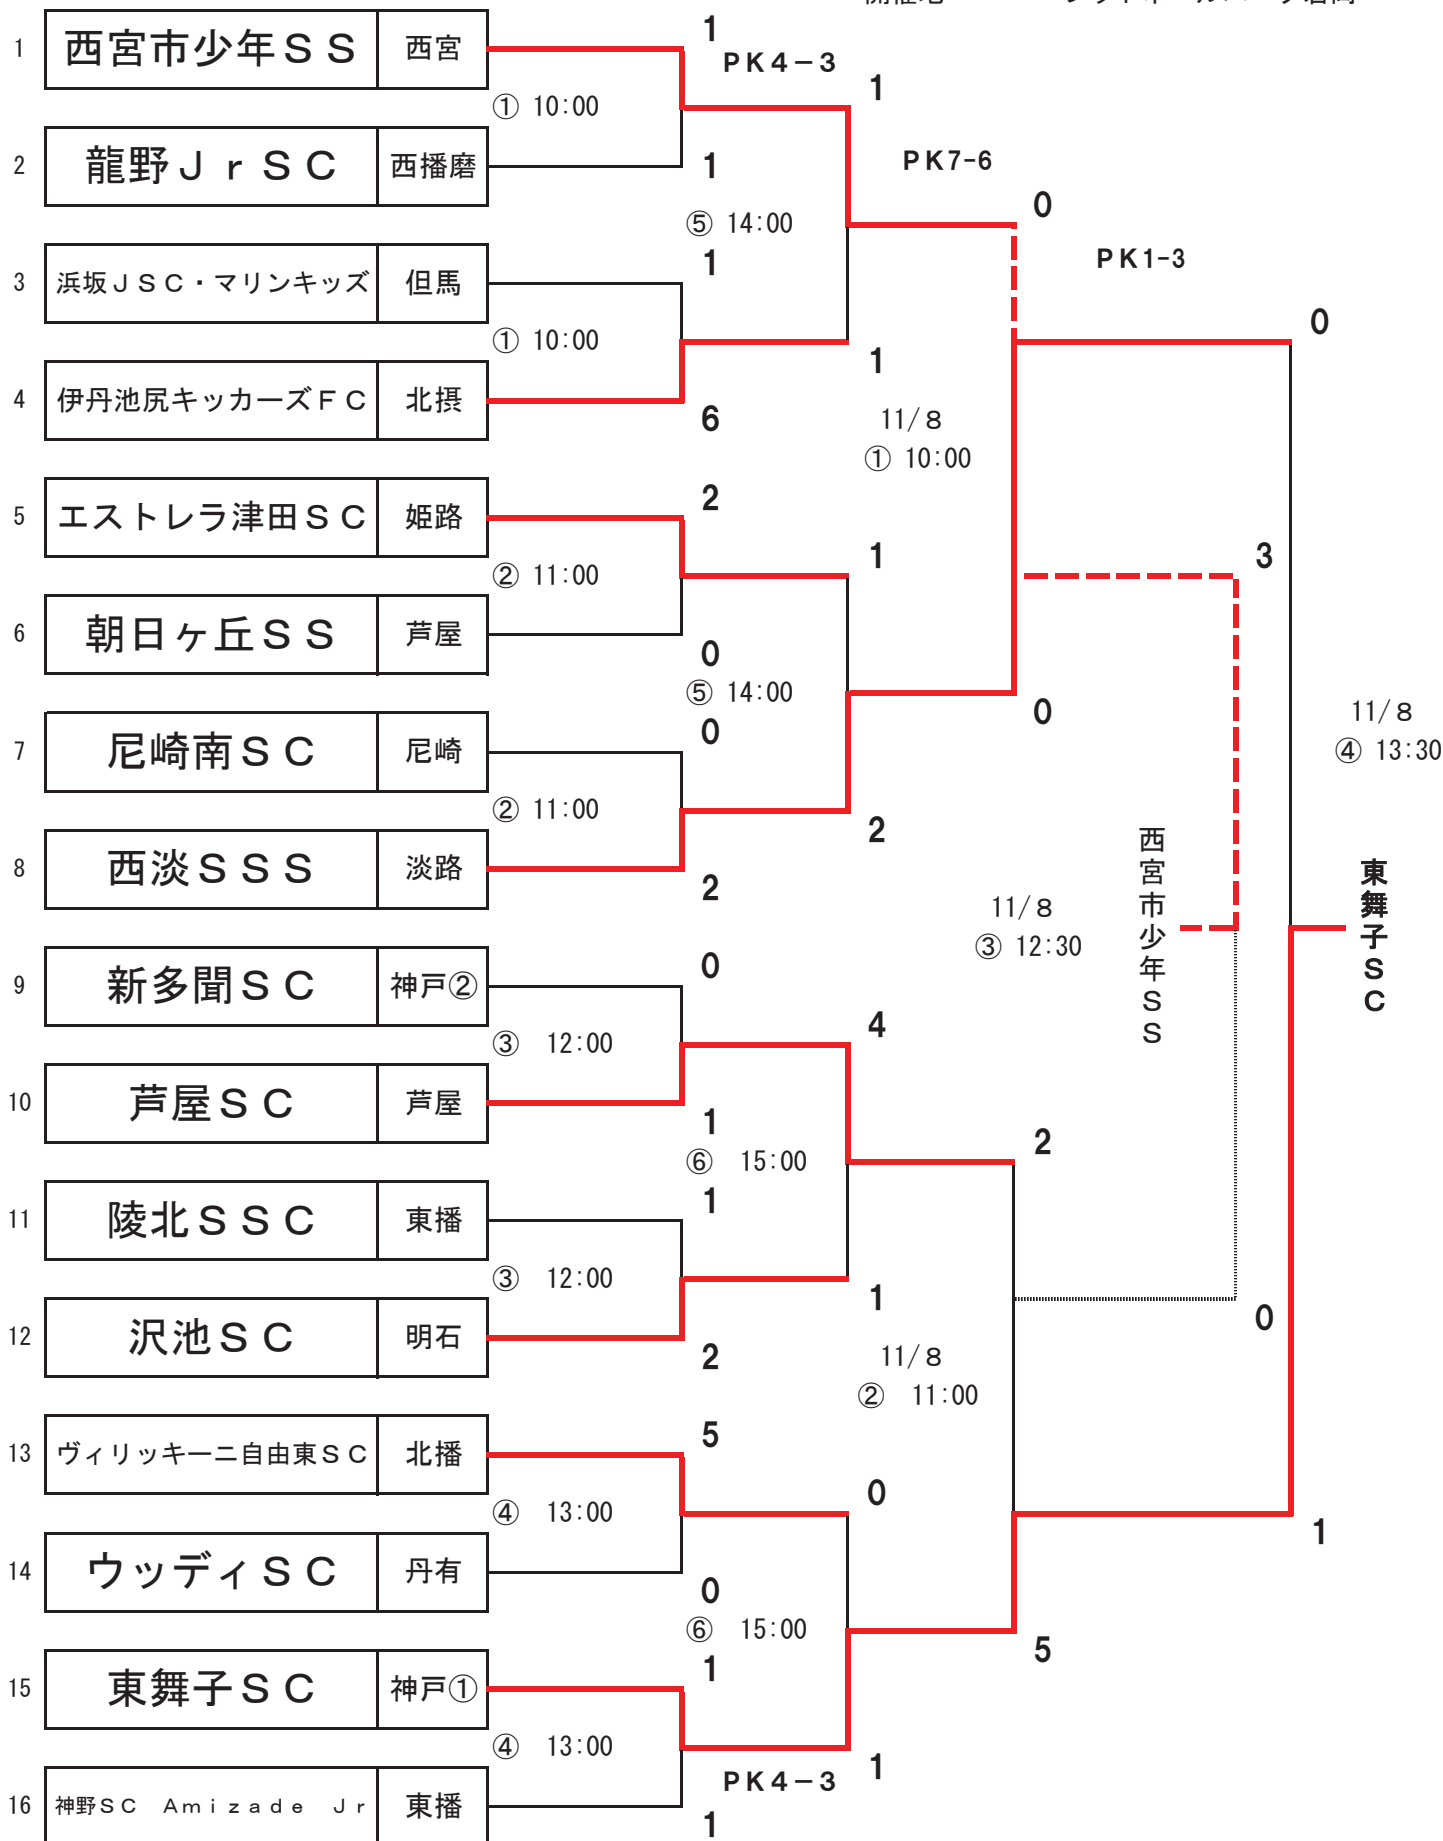 1 西宮市少年ＳＳ 西宮
2 龍野ＪｒＳＣ 西播磨
3 浜坂ＪＳＣ・マリンキッズ 但馬
4 伊丹池尻キッカーズＦＣ 北摂
5 エストレラ津田ＳＣ 姫路
6 朝日ヶ丘ＳＳ 芦屋
7 尼崎南ＳＣ 尼崎
8 西淡ＳＳＳ 淡路
9 新多聞ＳＣ 神戸②
10 芦屋ＳＣ 芦屋
11 陵北ＳＳＣ 東播
12 沢池ＳＣ 明石
13 ヴィリッキーニ自由東ＳＣ 北播
14 ウッディＳＣ 丹有
15 東舞子ＳＣ 神戸①
16 神野ＳＣ　Ａｍｉｚａｄｅ　Ｊｒ 東播
① 10:00
① 10:00
② 11:00
② 11:00
③ 12:00
③ 12:00
④ 13:00
④ 13:00
1
PK4－3
1
⑤ 14:00
1
6
2
0
⑤ 14:00
0
2
0
1
⑥ 15:00
1
2
5
0
⑥ 15:00
1
PK4－3
1
1
PK7-6
1
11/８
① 10:00
1
2
4
1
11/８
② 11:00
0
1
0
PK1-3
0
11/８
③ 12:30
2
5
0
3
0
1
西宮市少年ＳＳ
11/８
④ 13:30
東舞子ＳＣ